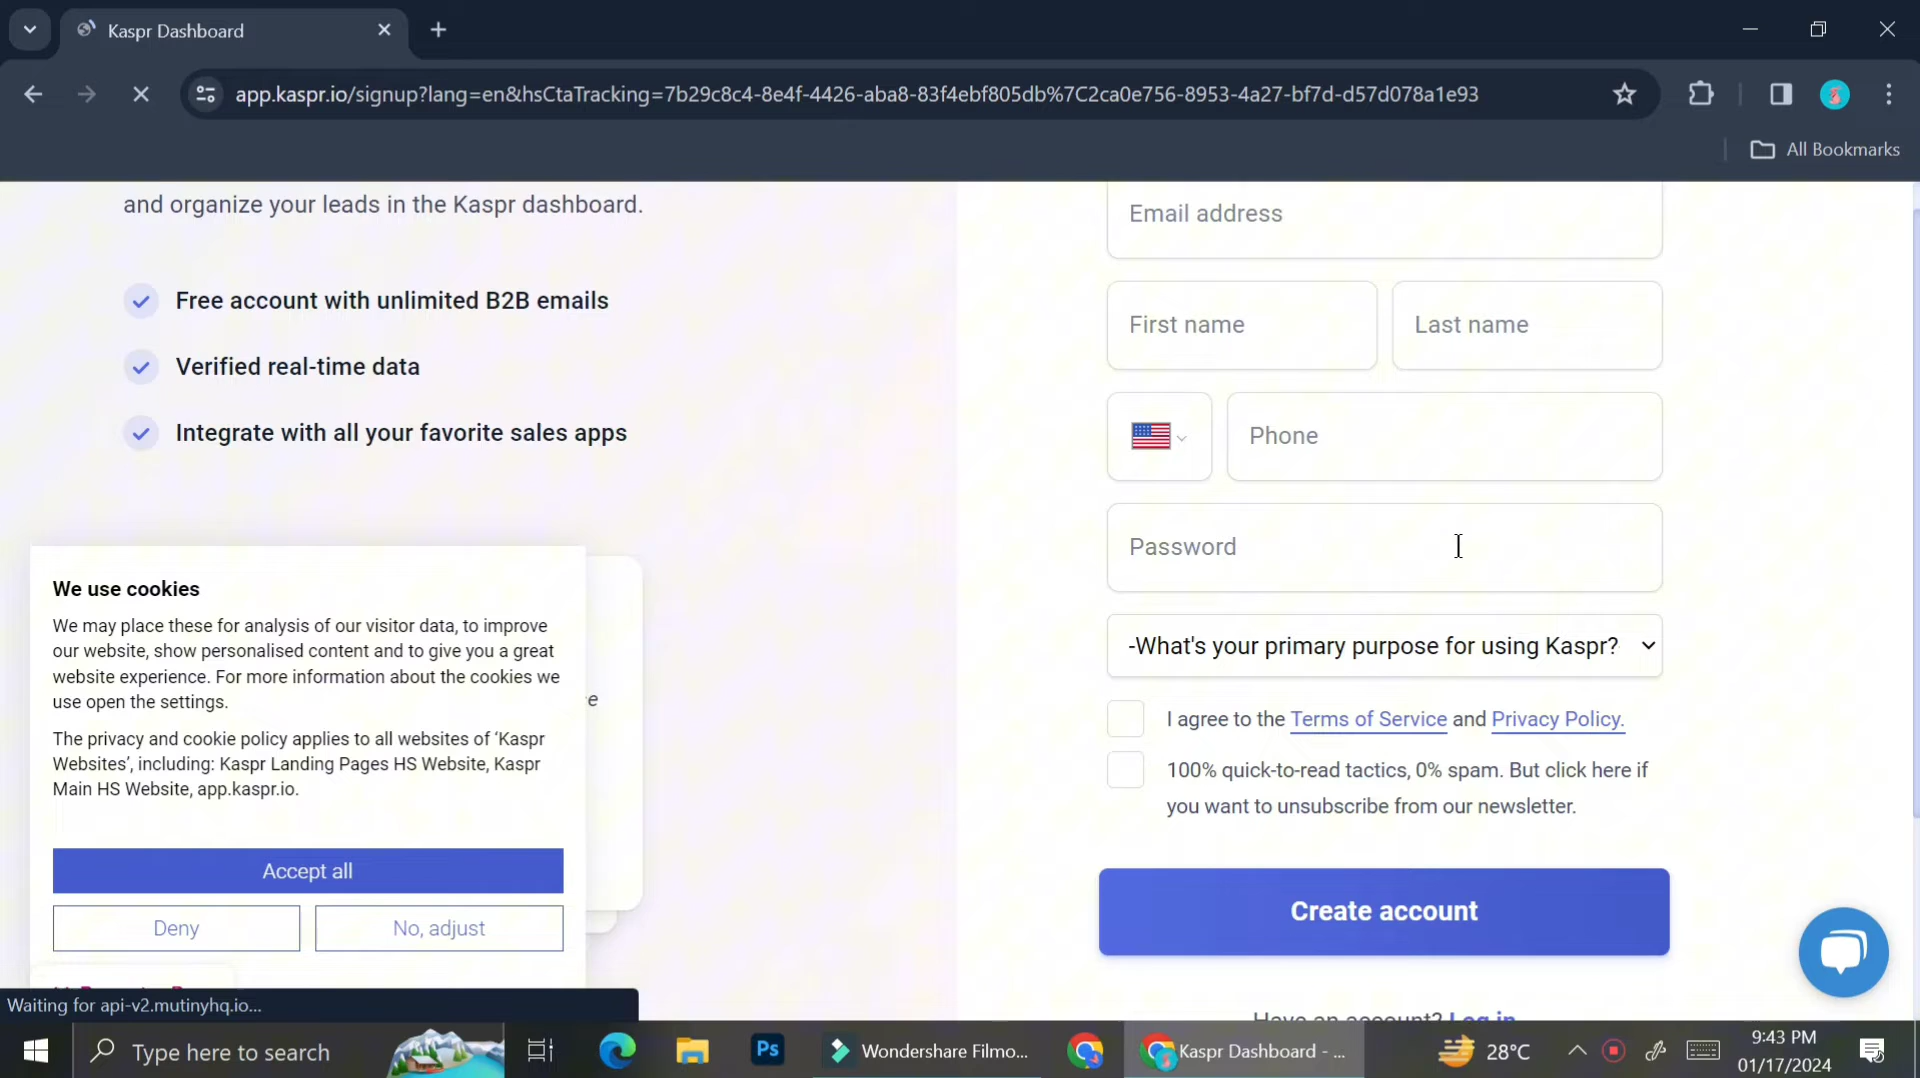 Kaspr Dashboard
app.kaspr.io/signup?lang=en&hsCtaTracking=7b29c8c4-8e4f-4426-aba8-83f4ebf805db%7C2ca0e756-8953-4a27-bf7d-d57d078a1e93
All Bookmarks
and organize your leads in the Kaspr dashboard.
Free account with unlimited B2B emails
Verified real-time data
Integrate with all your favorite sales apps
Email address
First name
Last name
Phone
Password
-What's your primary purpose for using Kaspr?
I agree to the Terms of Service and Privacy Policy.
100% quick-to-read tactics, 0% spam. But click here if
you want to unsubscribe from our newsletter.
Create account
Have an account? Log in
We use cookies
We may place these for analysis of our visitor data, to improve
our website, show personalised content and to give you a great
website experience. For more information about the cookies we
use open the settings.
The privacy and cookie policy applies to all websites of ‘Kaspr
Websites’, including: Kaspr Landing Pages HS Website, Kaspr
Main HS Website, app.kaspr.io.
Accept all
Deny
No, adjust
Waiting for api-v2.mutinyhq.io...
Type here to search
Ps
Wondershare Filmo...
Kaspr Dashboard - ...
28°C
9:43 PM
01/17/2024